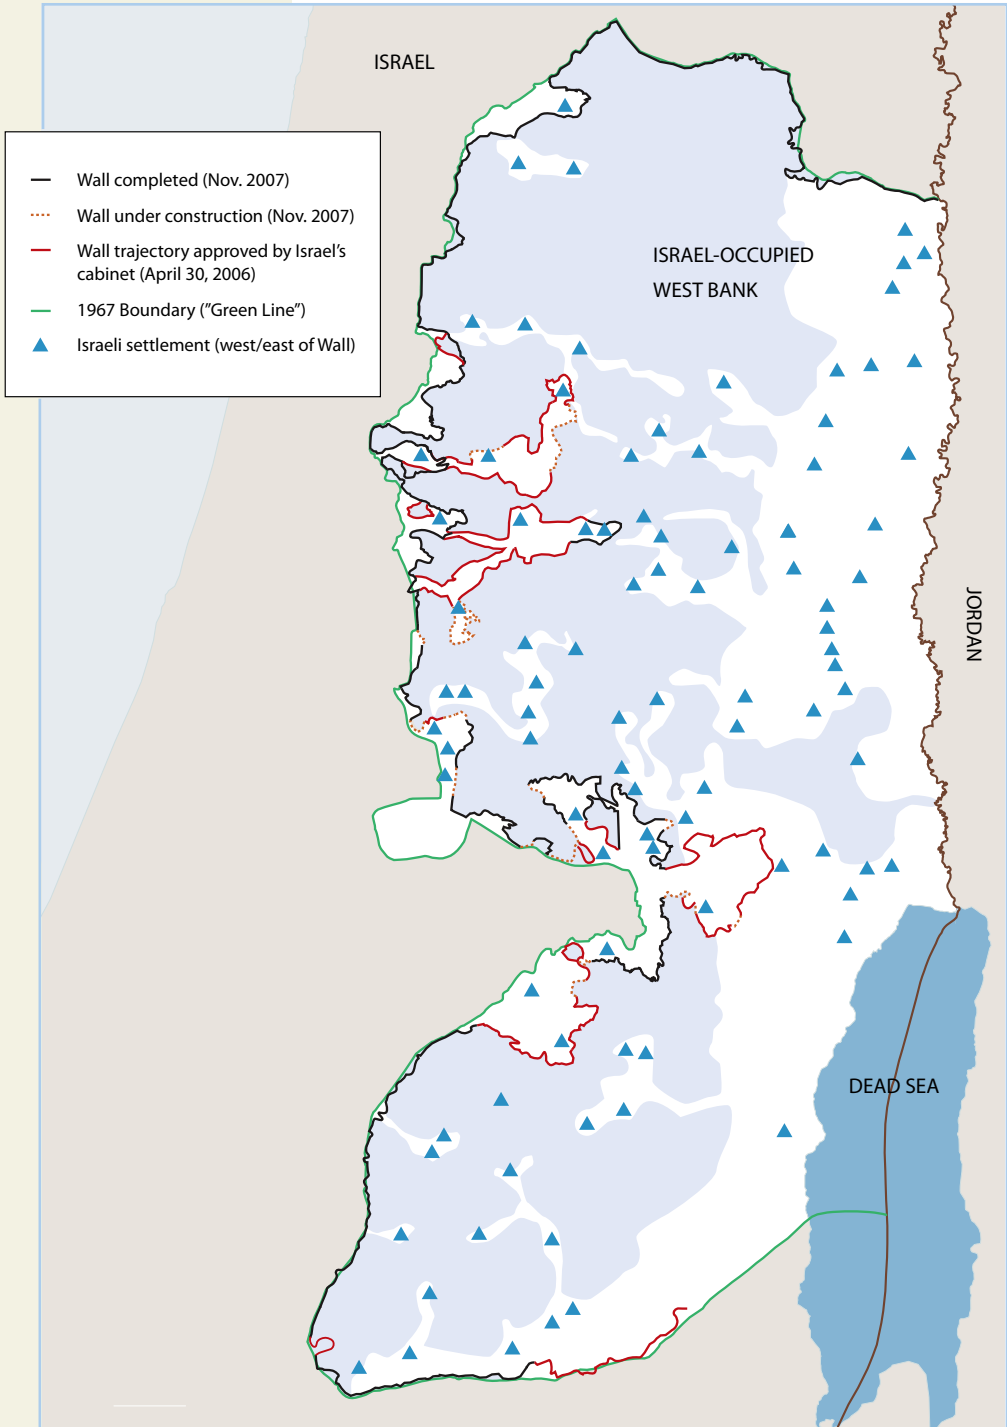 ISRAEL
Wall completed (Nov. 2007)
Wall under construction (Nov. 2007)
Wall trajectory approved by Israel's
cabinet (April 30, 2006)
1967 Boundary ("Green Line")
Israeli settlement (west/east of Wall)
ISRAEL-OCCUPIED
WEST BANK
JORDAN
DEAD SEA